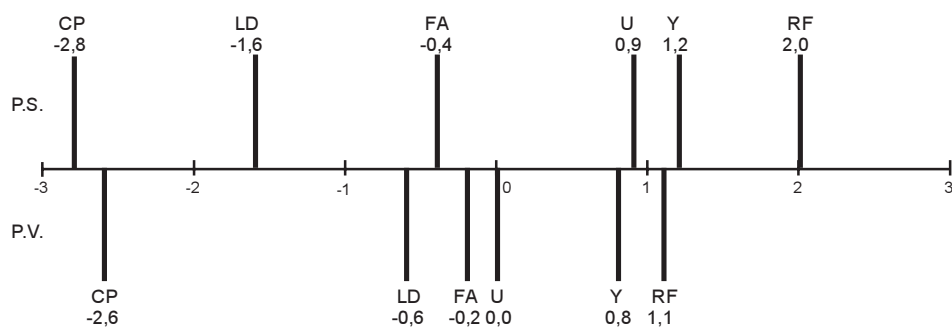 CP LD FA U Y RF
-2,8 -1,6 -0,4 0,9 1,2 2,0
P.S.
-3 -2 -1 0 1 2 3
P.V.
CP LD FA U Y RF
-2,6 -0,6 -0,2 0,0 0,8 1,1